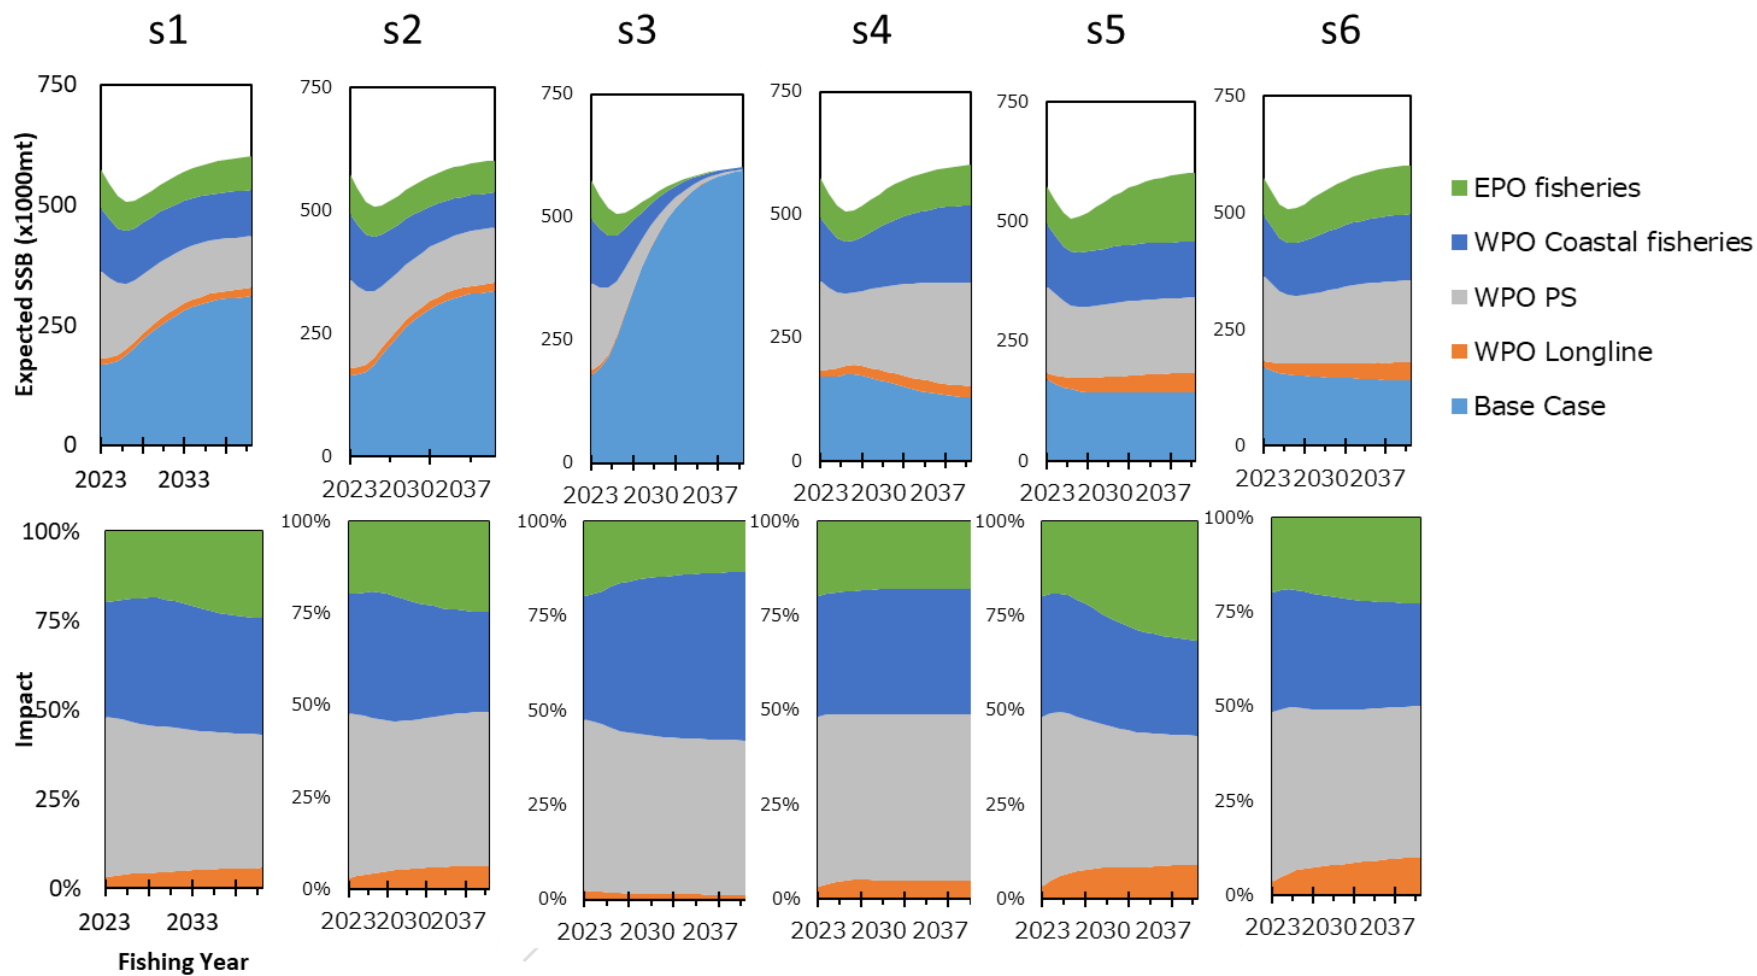 s1 s2 s3 s4 s5 s6
Expected SSB (x1000mt)
750
500
250
0
2023 2033
750
500
250
0
2023 2030 2037
750
500
250
0
2023 2030 2037
750
500
250
0
2023 2030 2037
750
500
250
0
2023 2030 2037
750
500
250
0
2023 2030 2037
EPO fisheries
WPO Coastal fisheries
WPO PS
WPO Longline
Base Case
Impact
100%
75%
50%
25%
0%
2023 2033
Fishing Year
100%
75%
50%
25%
0%
2023 2030 2037
100%
75%
50%
25%
0%
2023 2030 2037
100%
75%
50%
25%
0%
2023 2030 2037
100%
75%
50%
25%
0%
2023 2030 2037
100%
75%
50%
25%
0%
2023 2030 2037